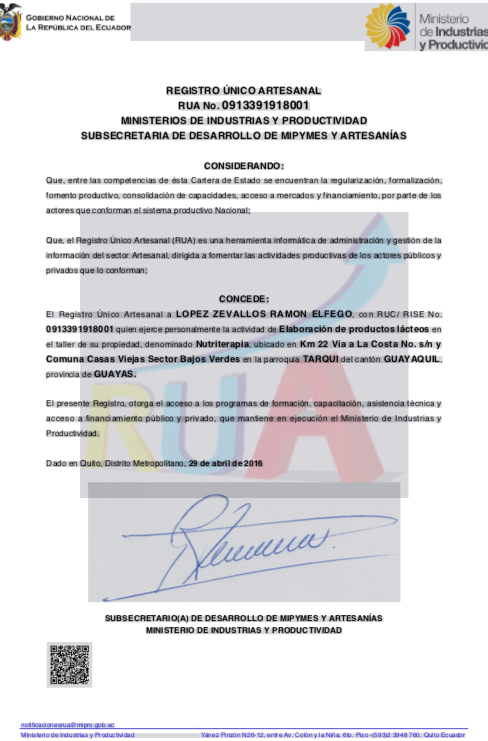 GOBIERNO NACIONAL DE
LA REPÚBLICA DEL ECUADOR
Ministerio
de Industrias
y Productivid
REGISTRO ÚNICO ARTESANAL
RUA No. 0913391918001
MINISTERIOS DE INDUSTRIAS Y PRODUCTIVIDAD
SUBSECRETARIA DE DESARROLLO DE MIPYMES Y ARTESANÍAS
CONSIDERANDO:
Que, entre las competencias de ésta Cartera de Estado se encuentran la regularización, formalización,
fomento productivo, consolidación de capacidades, acceso a mercados y financiamiento, por parte de los
actores que conforman el sistema productivo Nacional;
Que, el Registro Único Artesanal (RUA) es una herramienta informática de administración y gestión de la
información del sector Artesanal, dirigida a fomentar las actividades productivas de los actores públicos y
privados que lo conforman;
CONCEDE:
El Registro Único Artesanal a LOPEZ ZEVALLOS RAMON ELFEGO, con RUC/ RISE No.
0913391918001 quien ejerce personalmente la actividad de Elaboración de productos lácteos en
el taller de su propiedad, denominado Nutriterapia, ubicado en Km 22 Vía a La Costa No. s/n y
Comuna Casas Viejas Sector Bajos Verdes en la parroquia TARQUI del cantón GUAYAQUIL,
provincia de GUAYAS.
El presente Registro, otorga el acceso a los programas de formación, capacitación, asistencia técnica y
acceso a financiamiento público y privado, que mantiene en ejecución el Ministerio de Industrias y
Productividad.
RUA
Dado en Quito, Distrito Metropolitano, 29 de abril de 2016
SUBSECRETARIO(A) DE DESARROLLO DE MIPYMES Y ARTESANÍAS
MINISTERIO DE INDUSTRIAS Y PRODUCTIVIDAD
notificacionesrua@mipro.gob.ec
Ministerio de Industrias y Productividad Yánez Pinzón N26-12, entre Av. Colón y la Niña, 6to. Piso -(593)2 3948 760, Quito Ecuador